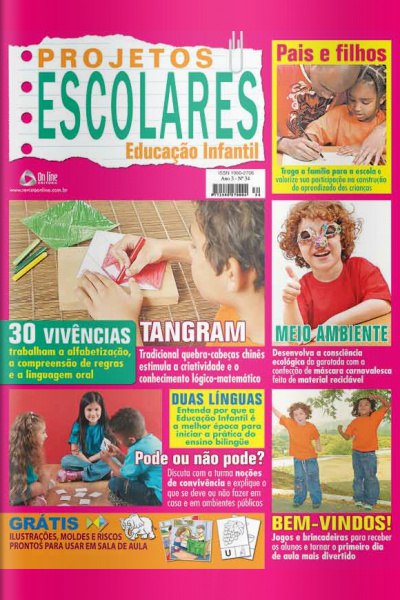 PROJETOS
ESCOLARES
Educação Infantil
On line
EDITORA
www.revistaonline.com.br
Ano 3 - Nº 34
Pais e filhos
Traga a família para a escola e
valorize sua participação na construção
do aprendizado das crianças
30 VIVÊNCIAS
trabalham a alfabetização,
a compreensão de regras
e a linguagem oral
TANGRAM
Tradicional quebra-cabeças chinês
estimula a criatividade e o
conhecimento lógico-matemático
MEIO AMBIENTE
Desenvolva a consciência
ecológica da garotada com a
confecção de máscara carnavalesca
feita de material reciclável
DUAS LÍNGUAS
Entenda por que a
Educação Infantil é
a melhor época para
iniciar a prática do
ensino bilíngue
Pode ou não pode?
Discuta com a turma noções
de convivência e explique o
que se deve ou não fazer em
casa e em ambientes públicos
BEM-VINDOS!
Jogos e brincadeiras para receber
os alunos e tornar o primeiro dia
de aula mais divertido
GRÁTIS
ILUSTRAÇÕES, MOLDES E RISCOS
PRONTOS PARA USAR EM SALA DE AULA
U